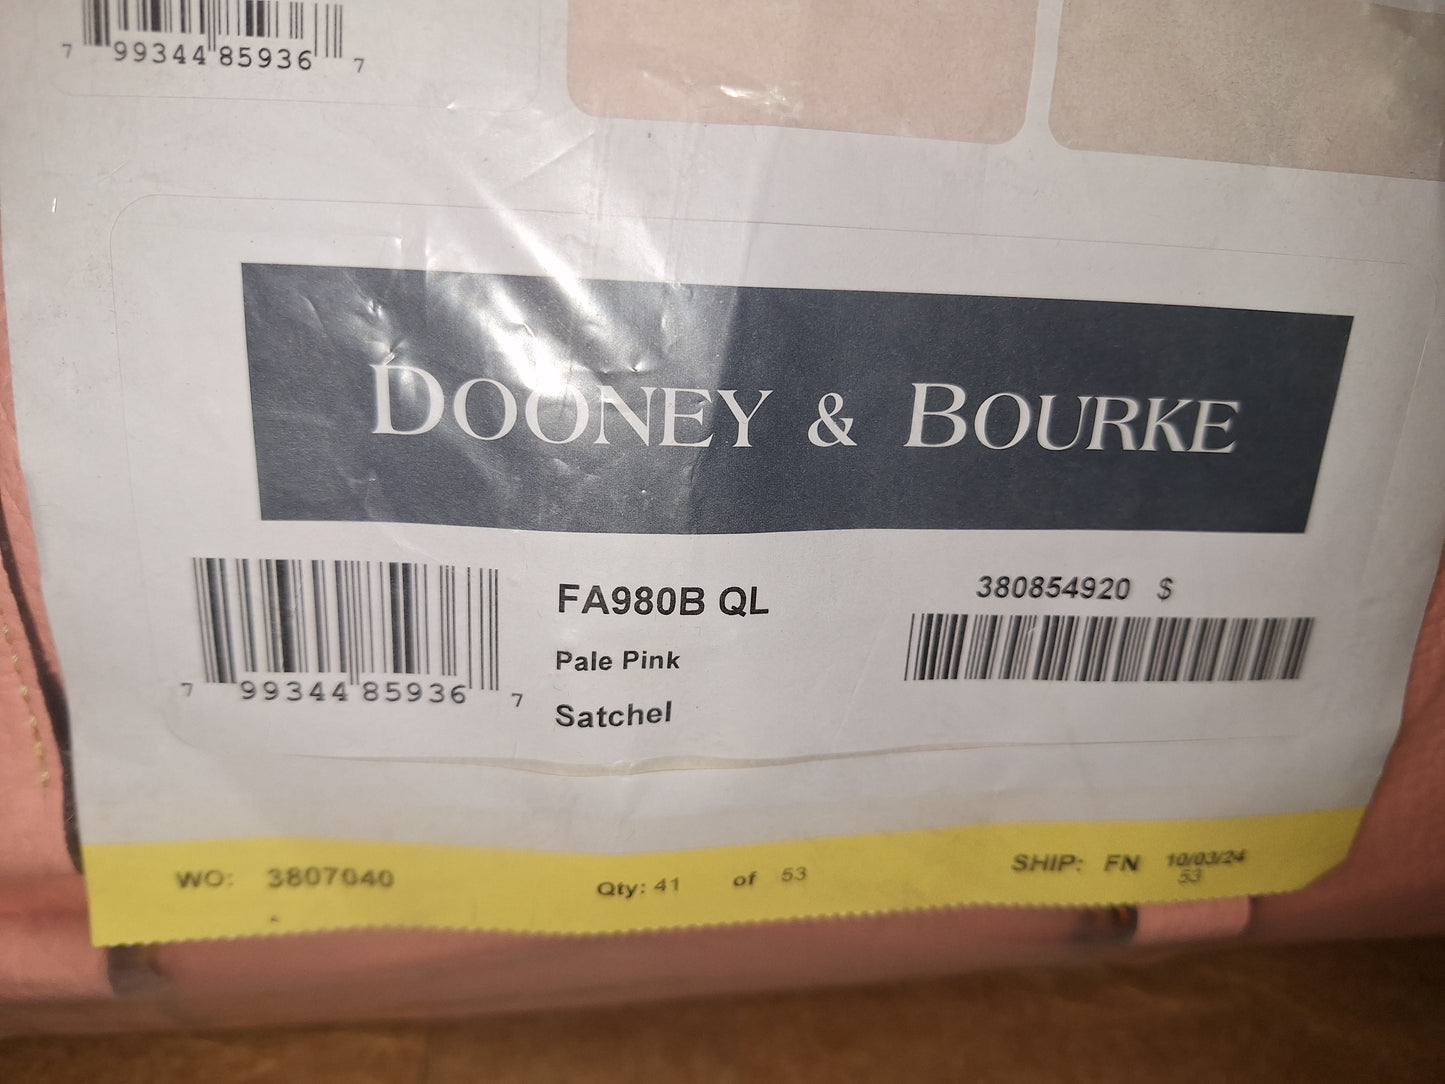 7 99344 85936 7
DOONEY & BOURKE
380854920 $
FA980B QL
Pale Pink
7 99344 85936 7
Satchel
WO: 3807040 Qty: 41 of 53 SHIP: FN 10/03/24
53